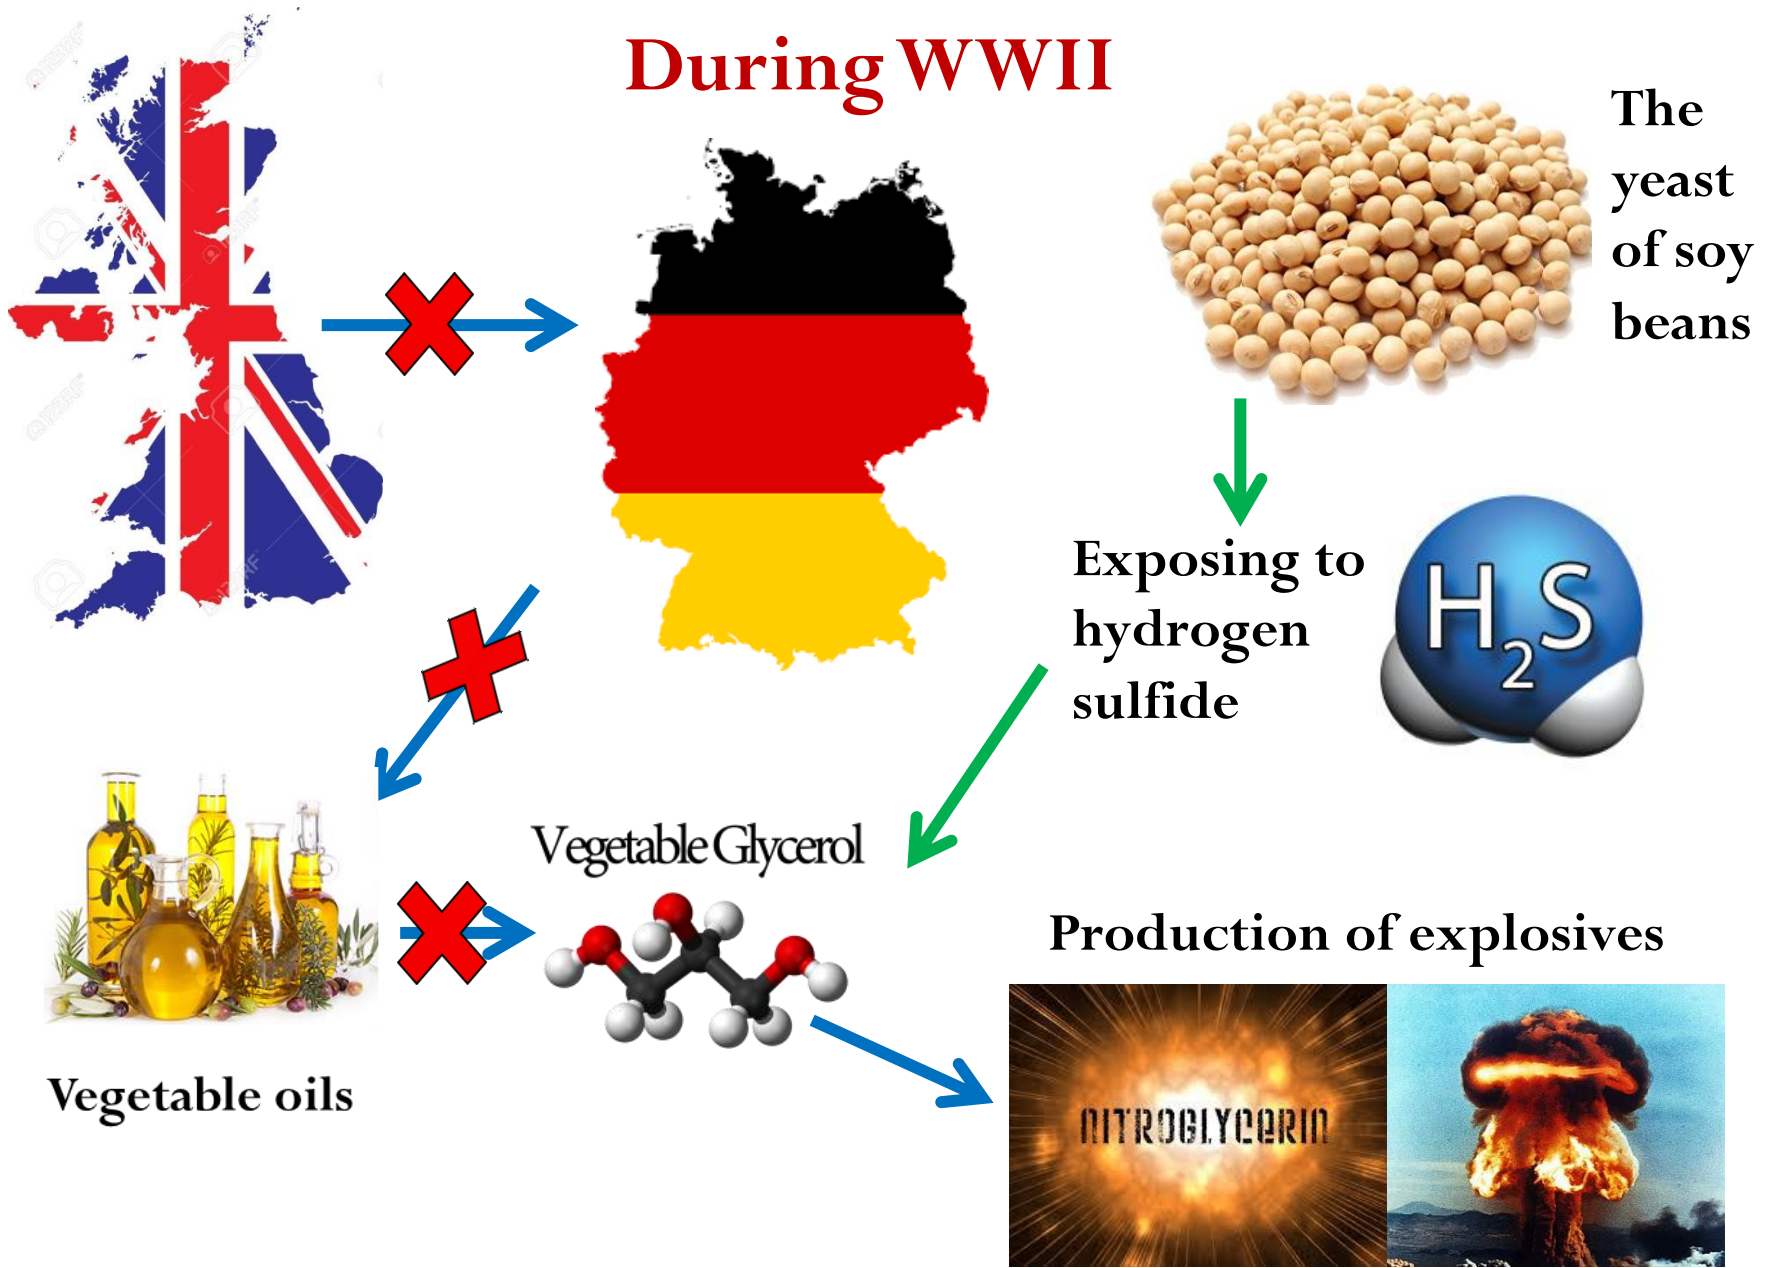 During WWII
The
yeast
of soy
beans
Exposing to
hydrogen
sulfide
H2S
Vegetable Glycerol
Vegetable oils
Production of explosives
NITROGLYCERIN
123RF